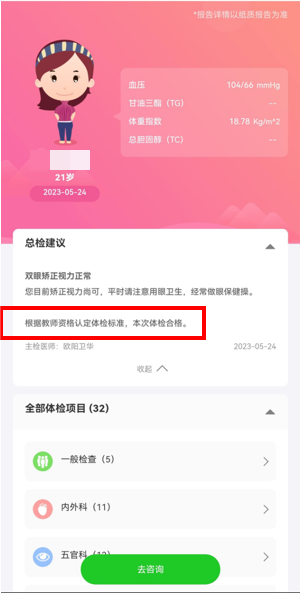 *报告详情以纸质报告为准
血压 104/66 mmHg
甘油三酯（TG） --
体重指数 18.78 Kg/m^2
总胆固醇（TC） --
21岁
2023-05-24
总检建议
双眼矫正视力正常
您目前矫正视力尚可，平时请注意用眼卫生，经常做眼保健操。
根据教师资格认定体检标准，本次体检合格。
主检医师：欧阳卫华 2023-05-24
收起
全部体检项目 (32)
一般检查（5）
内外科（11）
五官科（12）
去咨询